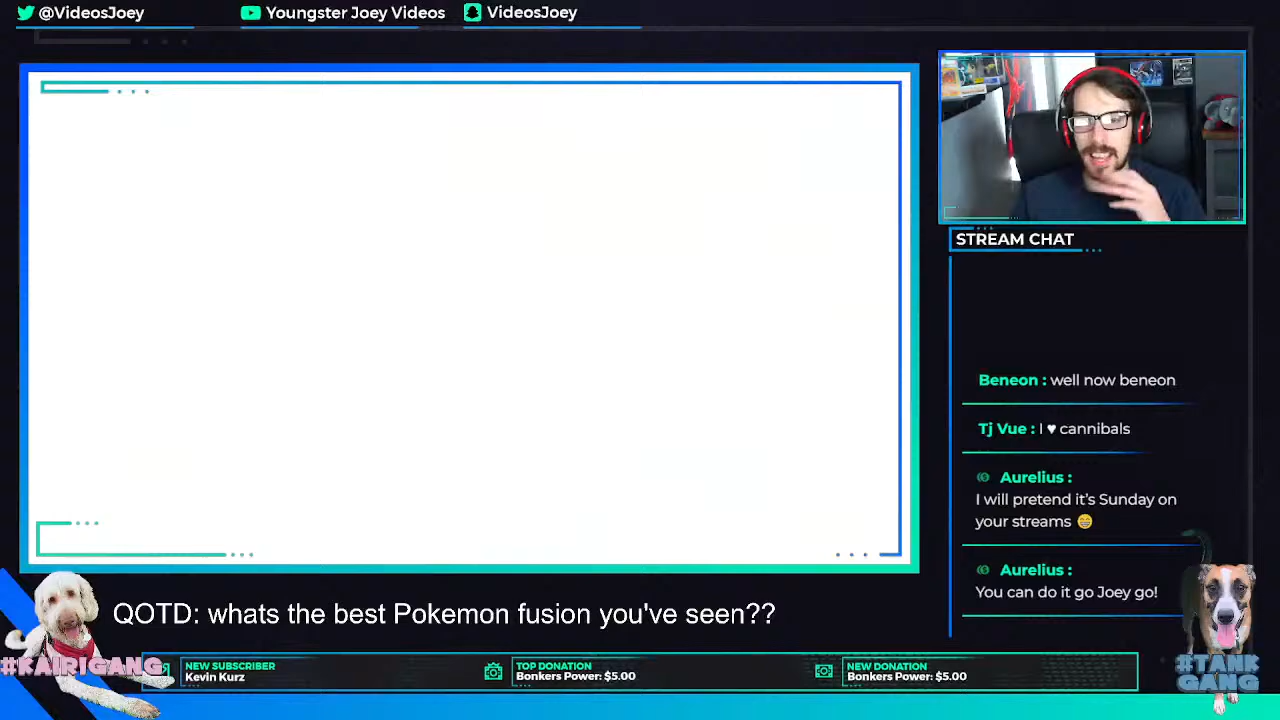 @VideosJoey
Youngster Joey Videos
VideosJoey
STREAM CHAT
Beneon : well now beneon
Tj Vue : I ♥ cannibals
Aurelius :
I will pretend it's Sunday on
your streams 😁
Aurelius :
You can do it go Joey go!
QOTD: whats the best Pokemon fusion you've seen??
#KAIRIGANG
NEW SUBSCRIBER
Kevin Kurz
TOP DONATION
Bonkers Power: $5.00
NEW DONATION
Bonkers Power: $5.00
#TANK
GANG